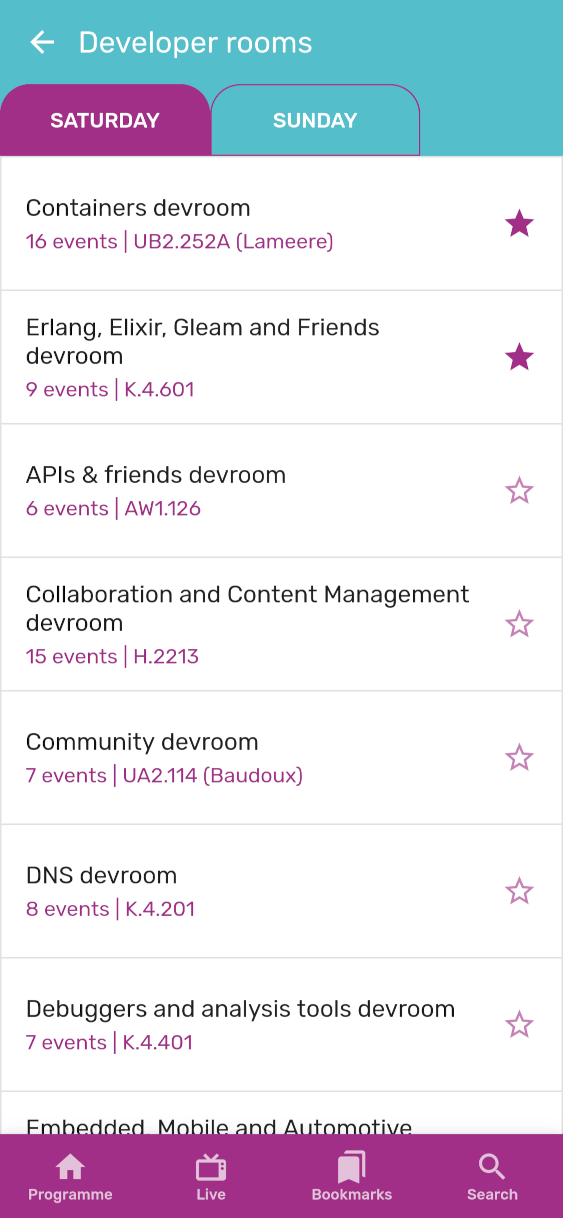 Developer rooms
SATURDAY
SUNDAY
Containers devroom
16 events | UB2.252A (Lameere)
Erlang, Elixir, Gleam and Friends
devroom
9 events | K.4.601
APIs & friends devroom
6 events | AW1.126
Collaboration and Content Management
devroom
15 events | H.2213
Community devroom
7 events | UA2.114 (Baudoux)
DNS devroom
8 events | K.4.201
Debuggers and analysis tools devroom
7 events | K.4.401
Embedded, Mobile and Automotive
Programme
Live
Bookmarks
Search